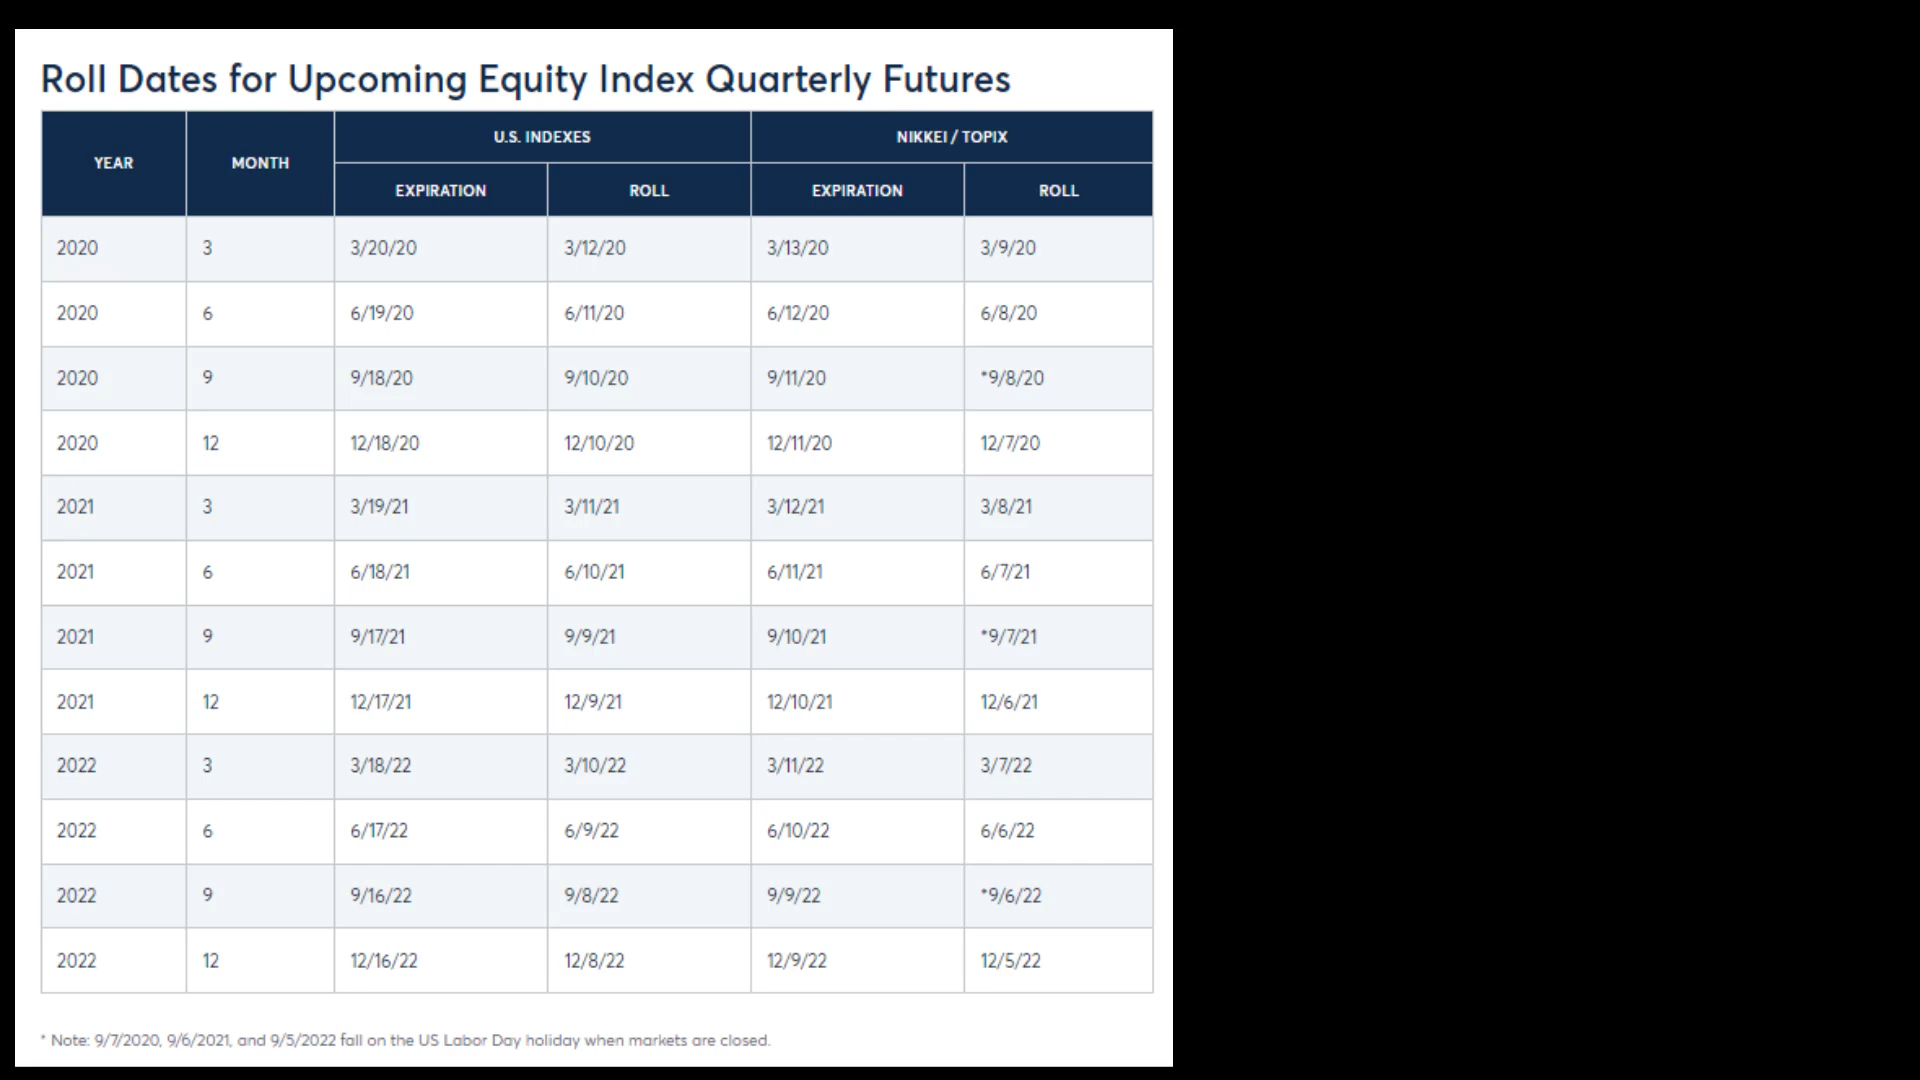 Roll Dates for Upcoming Equity Index Quarterly Futures
YEAR MONTH U.S. INDEXES NIKKEI / TOPIX
EXPIRATION ROLL EXPIRATION ROLL
2020 3 3/20/20 3/12/20 3/13/20 3/9/20
2020 6 6/19/20 6/11/20 6/12/20 6/8/20
2020 9 9/18/20 9/10/20 9/11/20 *9/8/20
2020 12 12/18/20 12/10/20 12/11/20 12/7/20
2021 3 3/19/21 3/11/21 3/12/21 3/8/21
2021 6 6/18/21 6/10/21 6/11/21 6/7/21
2021 9 9/17/21 9/9/21 9/10/21 *9/7/21
2021 12 12/17/21 12/9/21 12/10/21 12/6/21
2022 3 3/18/22 3/10/22 3/11/22 3/7/22
2022 6 6/17/22 6/9/22 6/10/22 6/6/22
2022 9 9/16/22 9/8/22 9/9/22 *9/6/22
2022 12 12/16/22 12/8/22 12/9/22 12/5/22
* Note: 9/7/2020, 9/6/2021, and 9/5/2022 fall on the US Labor Day holiday when markets are closed.